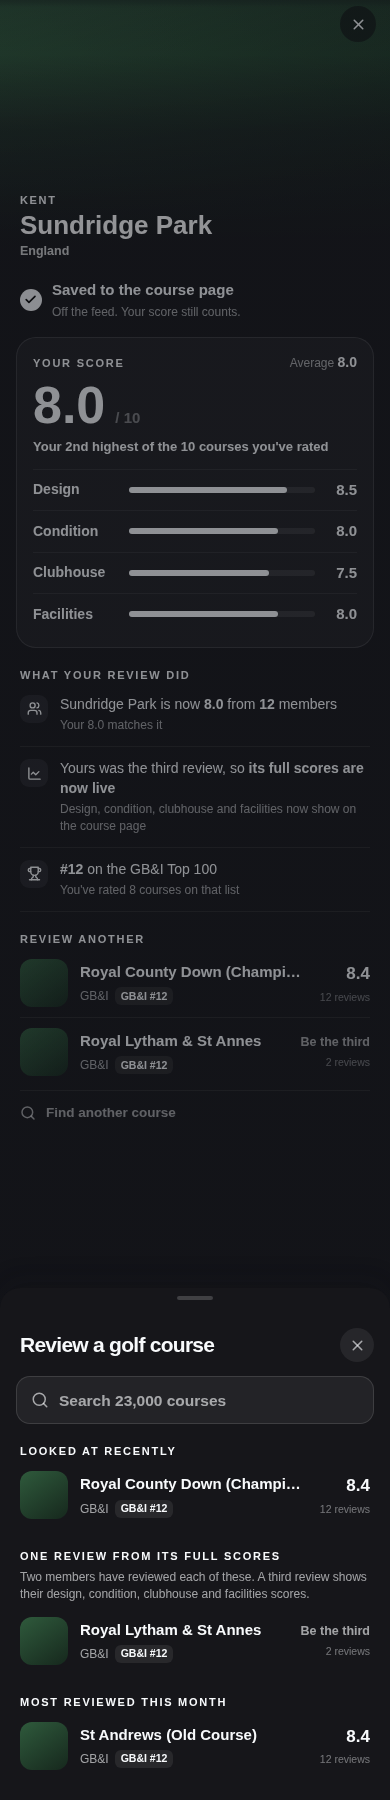 KENT
Sundridge Park
England
Saved to the course page
Off the feed. Your score still counts.
YOUR SCORE
Average 8.0
8.0 / 10
Your 2nd highest of the 10 courses you've rated
Design 8.5
Condition 8.0
Clubhouse 7.5
Facilities 8.0
WHAT YOUR REVIEW DID
Sundridge Park is now 8.0 from 12 members
Your 8.0 matches it
Yours was the third review, so its full scores are
now live
Design, condition, clubhouse and facilities now show on
the course page
#12 on the GB&I Top 100
You've rated 8 courses on that list
REVIEW ANOTHER
Royal County Down (Champi… 8.4
GB&I GB&I #12 12 reviews
Royal Lytham & St Annes Be the third
GB&I GB&I #12 2 reviews
Find another course
Review a golf course
Search 23,000 courses
LOOKED AT RECENTLY
Royal County Down (Champi… 8.4
GB&I GB&I #12 12 reviews
ONE REVIEW FROM ITS FULL SCORES
Two members have reviewed each of these. A third review shows
their design, condition, clubhouse and facilities scores.
Royal Lytham & St Annes Be the third
GB&I GB&I #12 2 reviews
MOST REVIEWED THIS MONTH
St Andrews (Old Course) 8.4
GB&I GB&I #12 12 reviews